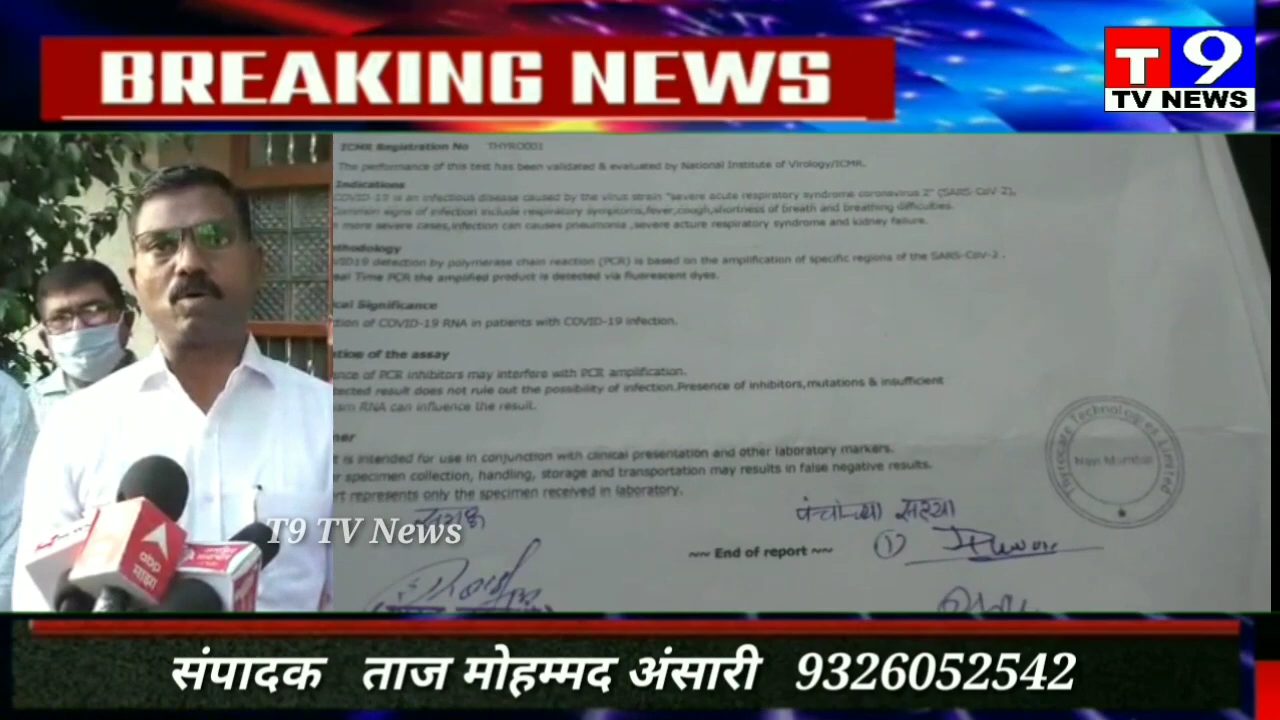 BREAKING NEWS
T9
TV NEWS
ICMR Registration No THYRO001
The performance of this test has been validated & evaluated by National Institute of Virology/ICMR.
Indications
COVID-19 is an infectious disease caused by the virus strain "severe acute respiratory syndrome coronavirus 2" (SARS-CoV-2),
Common signs of infection include respiratory symptoms,fever,cough,shortness of breath and breathing difficulties.
more severe cases,infection can causes pneumonia ,severe acture respiratory syndrome and kidney failure.
thodology
VID19 detection by polymerase chain reaction (PCR) is based on the amplification of specific regions of the SARS-CoV-2 .
al Time PCR the amplified product is detected via fluorescent dyes.
cal Significance
tion of COVID-19 RNA in patients with COVID-19 infection.
ation of the assay
nce of PCR inhibitors may interfere with PCR amplification.
tected result does not rule out the possibility of infection.Presence of inhibitors,mutations & insufficient
RNA can influence the result.
mer
t is intended for use in conjunction with clinical presentation and other laboratory markers.
r specimen collection, handling, storage and transportation may results in false negative results.
rt represents only the specimen received in laboratory.
Thyrocare Technologies Limited
Navi Mumbai
पंचांच्या सह्या
~~ End of report ~~
1
T9 TV News
abp
माझा
संपादक ताज मोहम्मद अंसारी 9326052542